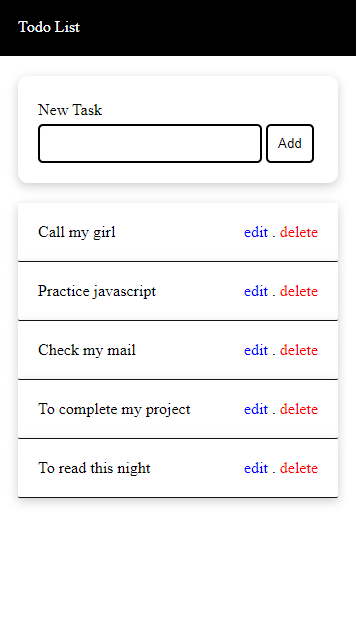 Todo List
New Task
Add
Call my girl edit . delete
Practice javascript edit . delete
Check my mail edit . delete
To complete my project edit . delete
To read this night edit . delete